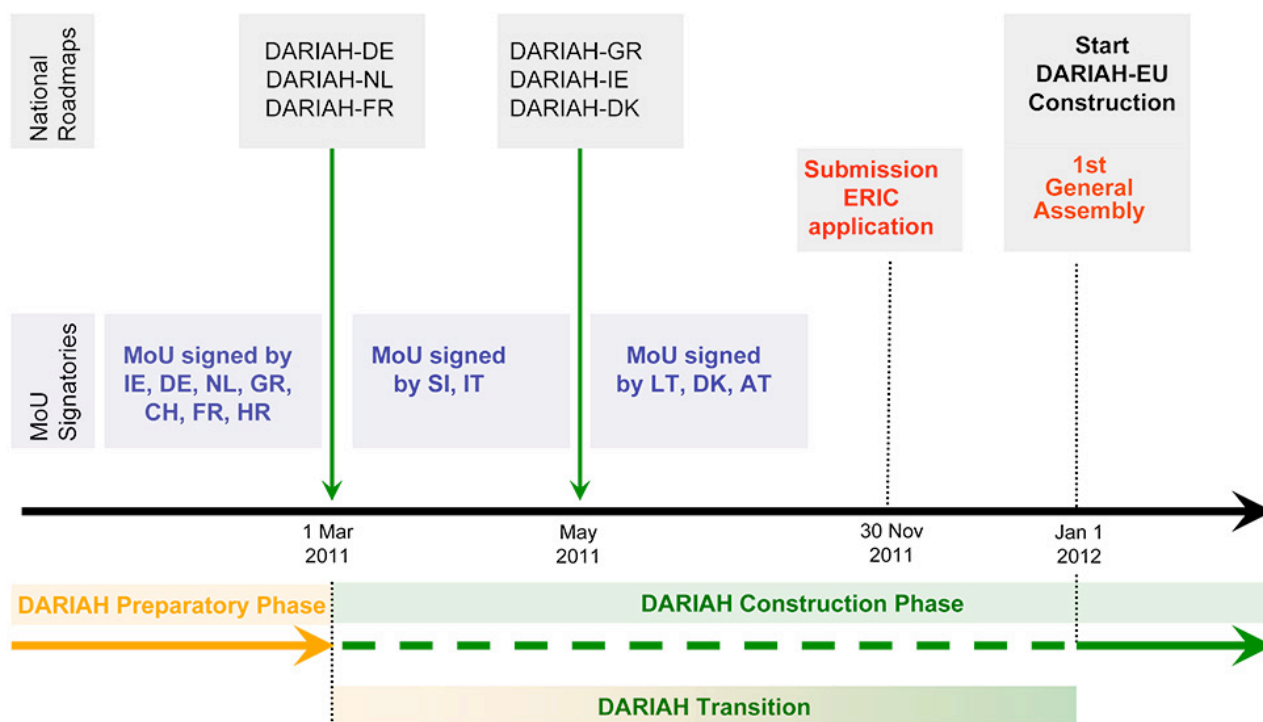 National
Roadmaps
DARIAH-DE
DARIAH-NL
DARIAH-FR
DARIAH-GR
DARIAH-IE
DARIAH-DK
Start
DARIAH-EU
Construction
Submission
ERIC
application
1st
General
Assembly
MoU
Signatories
MoU signed by
IE, DE, NL, GR,
CH, FR, HR
MoU signed
by SI, IT
MoU signed
by LT, DK, AT
1 Mar
2011
May
2011
30 Nov
2011
Jan 1
2012
DARIAH Preparatory Phase
DARIAH Construction Phase
DARIAH Transition